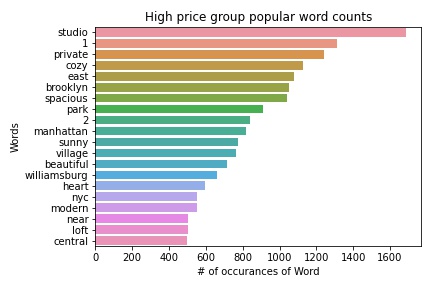 High price group popular word counts
studio
1
private
cozy
east
brooklyn
spacious
park
2
manhattan
sunny
village
beautiful
williamsburg
heart
nyc
modern
near
loft
central
Words
0 200 400 600 800 1000 1200 1400 1600
# of occurances of Word